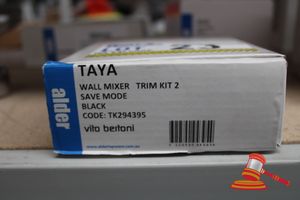 alder
TAYA
WALL MIXER TRIM KIT 2
SAVE MODE
BLACK
CODE: TK294395
vito bertoni